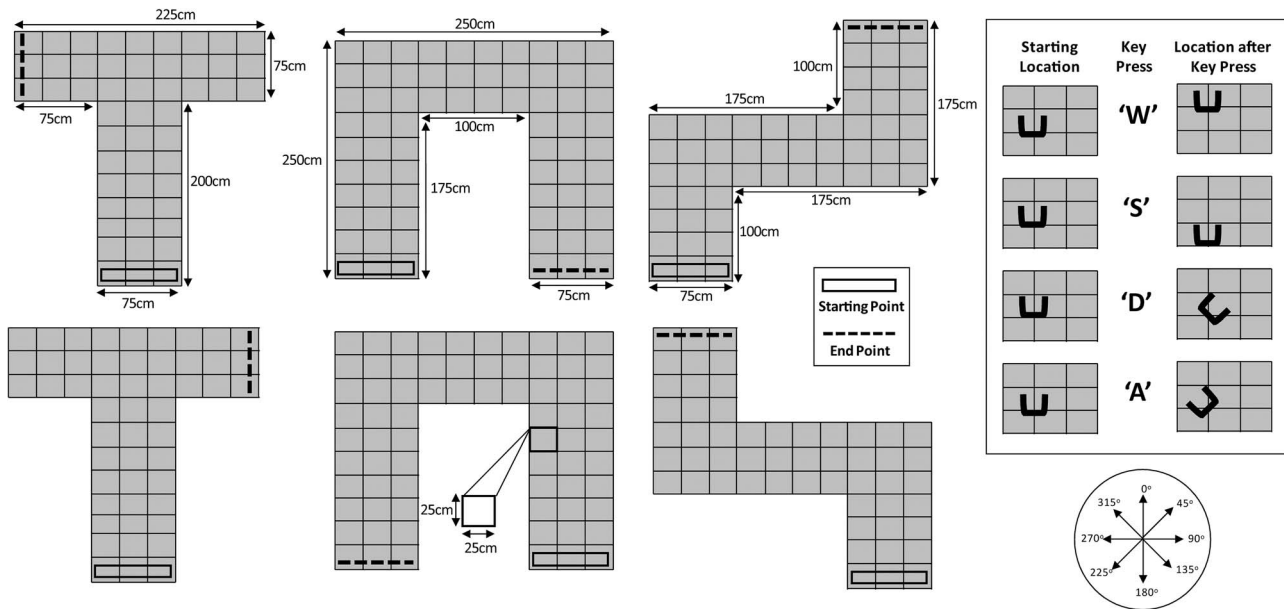 225cm
75cm
75cm
200cm
75cm
250cm
250cm
100cm
175cm
75cm
100cm
175cm
175cm
175cm
100cm
75cm
Starting Point
End Point
25cm
25cm
Starting Location
Key Press
Location after Key Press
‘W’
‘S’
‘D’
‘A’
0°
45°
90°
135°
180°
225°
270°
315°